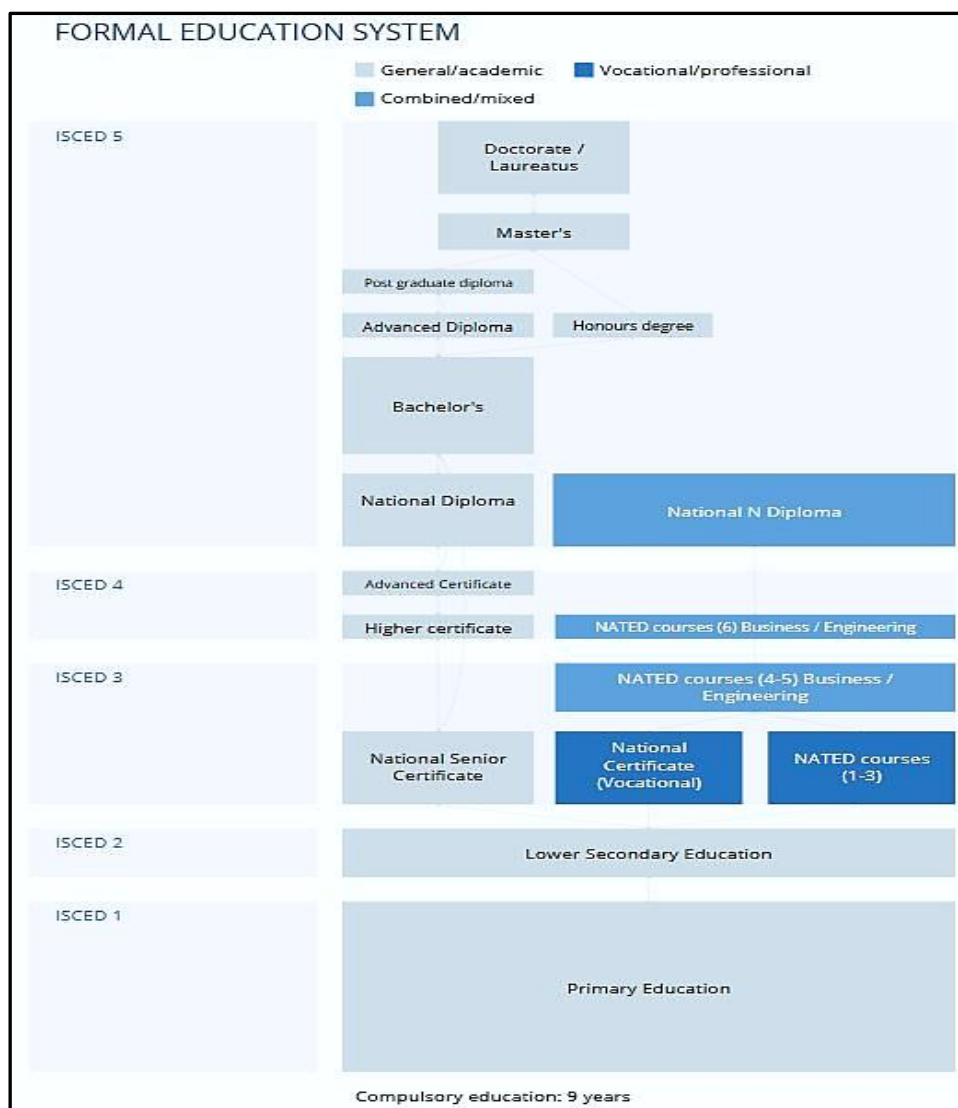 FORMAL EDUCATION SYSTEM
General/academic
Vocational/professional
Combined/mixed
ISCED 5
Doctorate /
Laureatus
Master's
Post graduate diploma
Advanced Diploma
Honours degree
Bachelor's
National Diploma
National N Diploma
ISCED 4
Advanced Certificate
Higher certificate
NATED courses (6) Business / Engineering
ISCED 3
NATED courses (4-5) Business /
Engineering
National Senior
Certificate
National
Certificate
(Vocational)
NATED courses
(1-3)
ISCED 2
Lower Secondary Education
ISCED 1
Primary Education
Compulsory education: 9 years